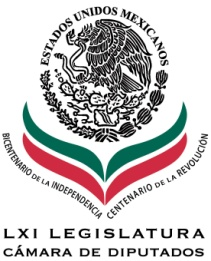 ESTADOS UNIDOS MEXICANOS
BICENTENARIO DE LA INDEPENDENCIA
CENTENARIO DE LA REVOLUCIÓN
LXI LEGISLATURA
CÁMARA DE DIPUTADOS